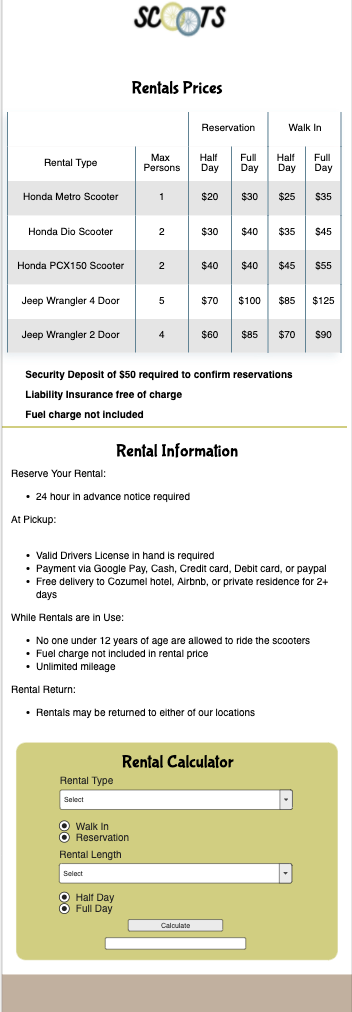 SCOOTS
Rentals Prices
Reservation Walk In
Rental Type Max Persons Half Day Full Day Half Day Full Day
Honda Metro Scooter 1 $20 $30 $25 $35
Honda Dio Scooter 2 $30 $40 $35 $45
Honda PCX150 Scooter 2 $40 $40 $45 $55
Jeep Wrangler 4 Door 5 $70 $100 $85 $125
Jeep Wrangler 2 Door 4 $60 $85 $70 $90
Security Deposit of $50 required to confirm reservations
Liability Insurance free of charge
Fuel charge not included
Rental Information
Reserve Your Rental:
• 24 hour in advance notice required
At Pickup:
• Valid Drivers License in hand is required
• Payment via Google Pay, Cash, Credit card, Debit card, or paypal
• Free delivery to Cozumel hotel, Airbnb, or private residence for 2+
days
While Rentals are in Use:
• No one under 12 years of age are allowed to ride the scooters
• Fuel charge not included in rental price
• Unlimited mileage
Rental Return:
• Rentals may be returned to either of our locations
Rental Calculator
Rental Type
Select
Walk In
Reservation
Rental Length
Select
Half Day
Full Day
Calculate